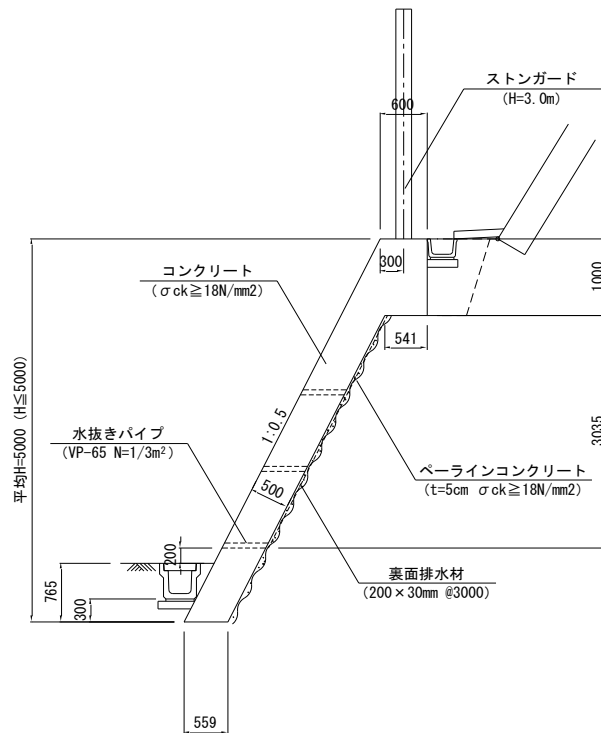 ストンガード
(H=3.0m)
600
300
コンクリート
(σck≧18N/mm2)
1000
541
平均H=5000 (H≦5000)
1:0.5
3035
水抜きパイプ
(VP-65 N=1/3m²)
ペーラインコンクリート
(t=5cm σck≧18N/mm2)
500
200
裏面排水材
(200×30mm @3000)
765
300
559